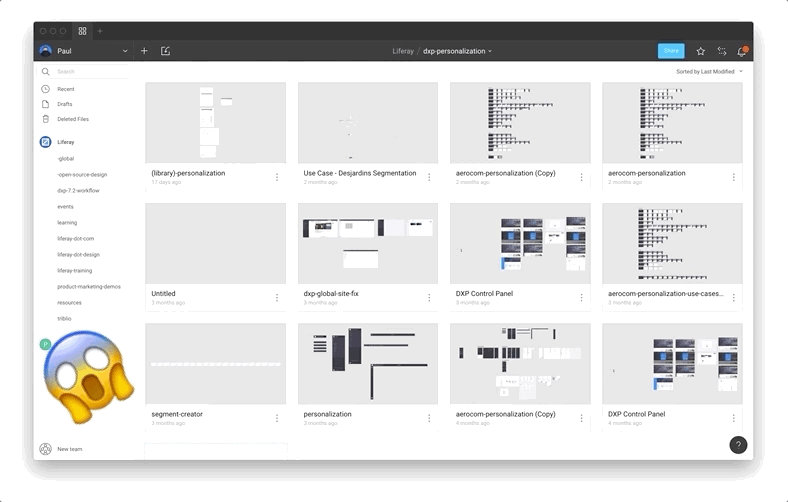 Paul
Liferay / dxp-personalization
Share
Search
Sorted by Last Modified
Recent
Drafts
Deleted Files
Liferay
-global
-open-source-design
dxp-7.2-workflow
events
learning
liferay-dot-com
liferay-dot-design
liferay-training
product-marketing-demos
resources
triblio
P
New team
(library)-personalization
17 days ago
Use Case - Desjardins Segmentation
2 months ago
aerocom-personalization (Copy)
2 months ago
aerocom-personalization
2 months ago
Untitled
3 months ago
dxp-global-site-fix
3 months ago
DXP Control Panel
3 months ago
aerocom-personalization-use-cases...
3 months ago
segment-creator
3 months ago
personalization
3 months ago
aerocom-personalization (Copy)
4 months ago
DXP Control Panel
4 months ago
?